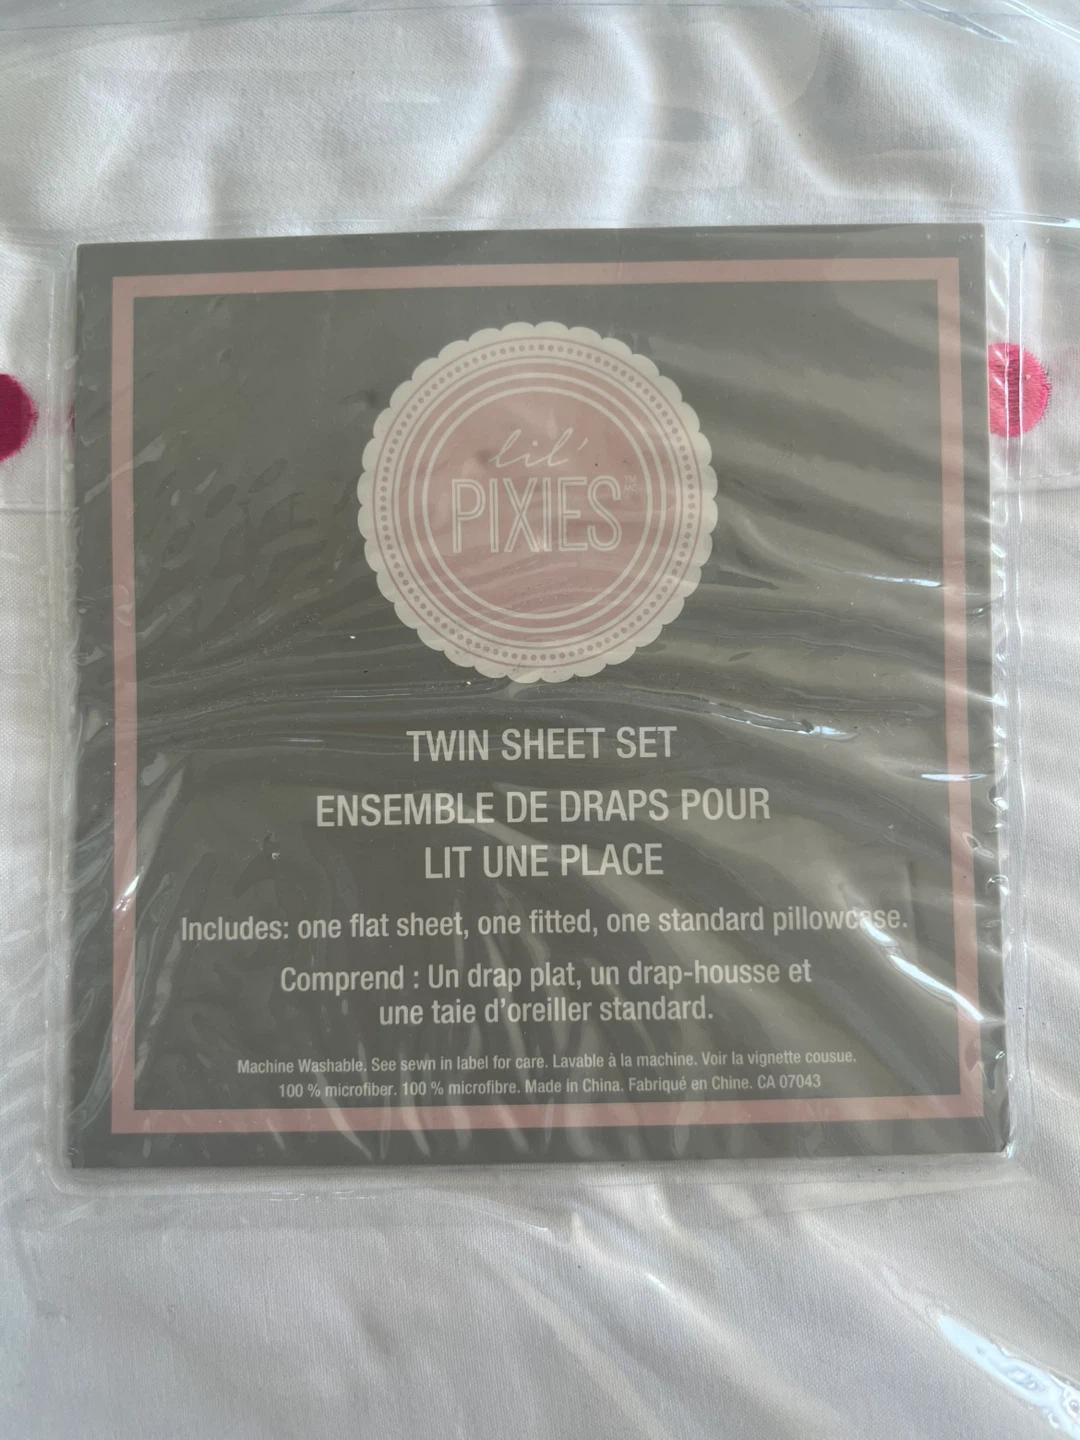 lil'
PIXIES™ MC
TWIN SHEET SET
ENSEMBLE DE DRAPS POUR
LIT UNE PLACE
Includes: one flat sheet, one fitted, one standard pillowcase.
Comprend : Un drap plat, un drap-housse et
une taie d'oreiller standard.
Machine Washable. See sewn in label for care. Lavable à la machine. Voir la vignette cousue.
100 % microfiber. 100 % microfibre. Made in China. Fabriqué en Chine. CA 07043